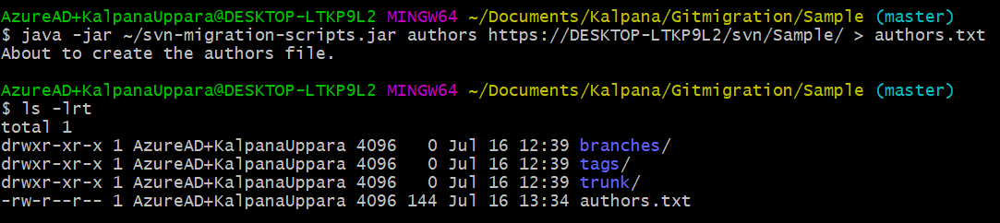 AzureAD+KalpanaUppara@DESKTOP-LTKP9L2 MINGW64 ~/Documents/Kalpana/Gitmigration/Sample (master)
$ java -jar ~/svn-migration-scripts.jar authors https://DESKTOP-LTKP9L2/svn/Sample/ > authors.txt
About to create the authors file.

AzureAD+KalpanaUppara@DESKTOP-LTKP9L2 MINGW64 ~/Documents/Kalpana/Gitmigration/Sample (master)
$ ls -lrt
total 1
drwxr-xr-x 1 AzureAD+KalpanaUppara 4096   0 Jul 16 12:39 branches/
drwxr-xr-x 1 AzureAD+KalpanaUppara 4096   0 Jul 16 12:39 tags/
drwxr-xr-x 1 AzureAD+KalpanaUppara 4096   0 Jul 16 12:39 trunk/
-rw-r--r-- 1 AzureAD+KalpanaUppara 4096 144 Jul 16 13:34 authors.txt